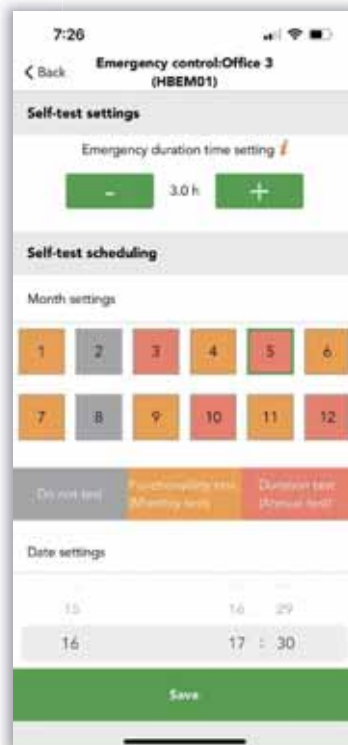 7:26
Back
Emergency control:Office 3
(HBEM01)
Self-test settings
Emergency duration time setting i
- 3.0 h +
Self-test scheduling
Month settings
1 2 3 4 5 6
7 8 9 10 11 12
Do not test
Functionality test
(Monthly test)
Duration test
(Annual test)
Date settings
15 16 29
16 17 : 30
Save